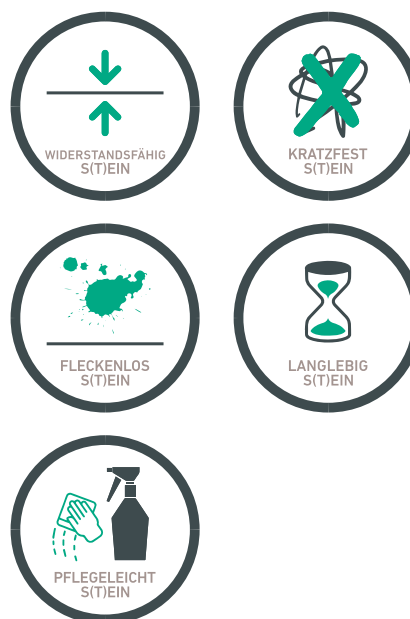 WIDERSTANDSFÄHIG
S(T)EIN
KRATZFEST
S(T)EIN
FLECKENLOS
S(T)EIN
LANGLEBIG
S(T)EIN
PFLEGELEICHT
S(T)EIN